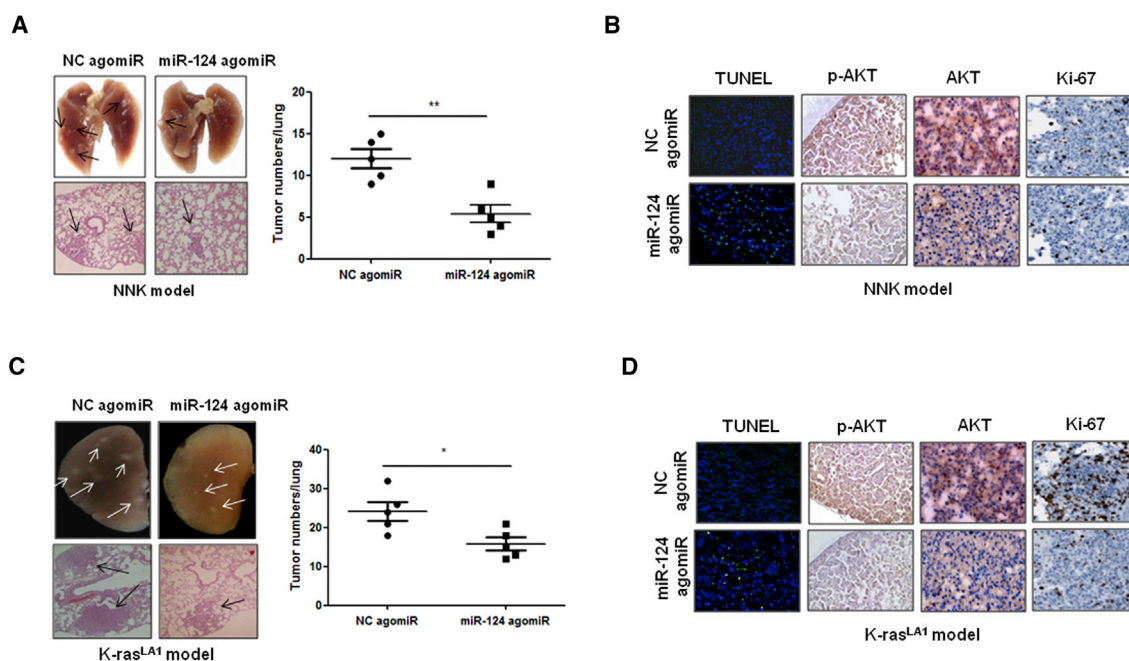 A
NC agomiR miR-124 agomiR
NNK model
Tumor numbers/lung
20
15
10
5
0
**
NC agomiR miR-124 agomiR
B
TUNEL p-AKT AKT Ki-67
NC agomiR
miR-124 agomiR
NNK model
C
NC agomiR miR-124 agomiR
K-rasLA1 model
Tumor numbers/lung
40
30
20
10
0
*
NC agomiR miR-124 agomiR
D
TUNEL p-AKT AKT Ki-67
NC agomiR
miR-124 agomiR
K-rasLA1 model